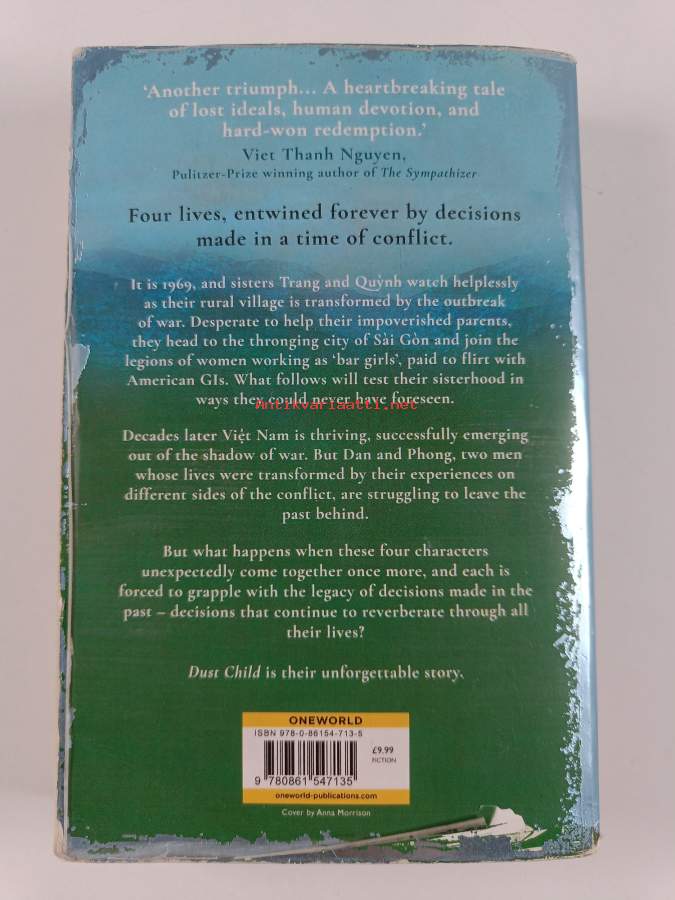 ‘Another triumph... A heartbreaking tale
of lost ideals, human devotion, and
hard-won redemption.’
Viet Thanh Nguyen,
Pulitzer-Prize winning author of The Sympathizer
Four lives, entwined forever by decisions
made in a time of conflict.
It is 1969, and sisters Trang and Quỳnh watch helplessly
as their rural village is transformed by the outbreak
of war. Desperate to help their impoverished parents,
they head to the thronging city of Sài Gòn and join the
legions of women working as ‘bar girls’, paid to flirt with
American GIs. What follows will test their sisterhood in
ways they could never have foreseen.
Antikvariaatti.net
Decades later Việt Nam is thriving, successfully emerging
out of the shadow of war. But Dan and Phong, two men
whose lives were transformed by their experiences on
different sides of the conflict, are struggling to leave the
past behind.
But what happens when these four characters
unexpectedly come together once more, and each is
forced to grapple with the legacy of decisions made in the
past – decisions that continue to reverberate through all
their lives?
Dust Child is their unforgettable story.
ONEWORLD
ISBN 978-0-86154-713-5
£9.99
FICTION
9 780861 547135
oneworld-publications.com
Cover by Anna Morrison